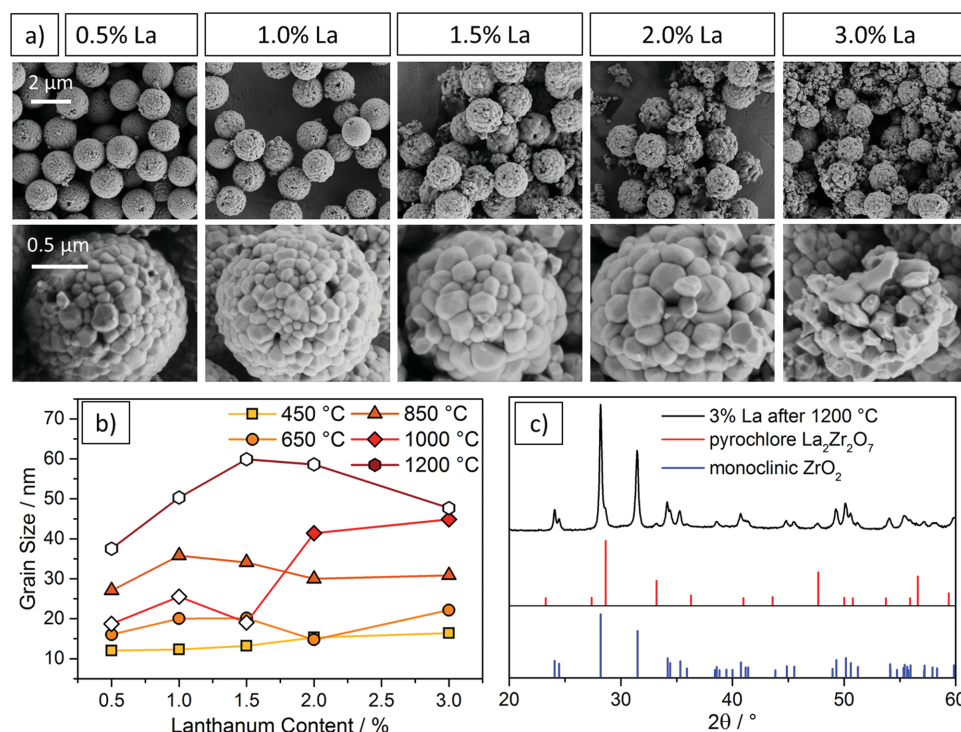 a)
0.5% La
1.0% La
1.5% La
2.0% La
3.0% La
2 µm
0.5 µm
b)
450 °C
850 °C
650 °C
1000 °C
1200 °C
70
60
50
40
30
20
10
Grain Size / nm
0.5
1.0
1.5
2.0
2.5
3.0
Lanthanum Content / %
c)
3% La after 1200 °C
pyrochlore La₂Zr₂O₇
monoclinic ZrO₂
20
30
40
50
60
2θ / °